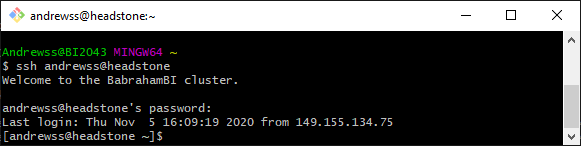 andrewss@headstone:~
Andrewss@BI2043 MINGW64 ~
$ ssh andrewss@headstone
Welcome to the BabrahamBI cluster.
andrewss@headstone's password:
Last login: Thu Nov  5 16:09:19 2020 from 149.155.134.75
[andrewss@headstone ~]$